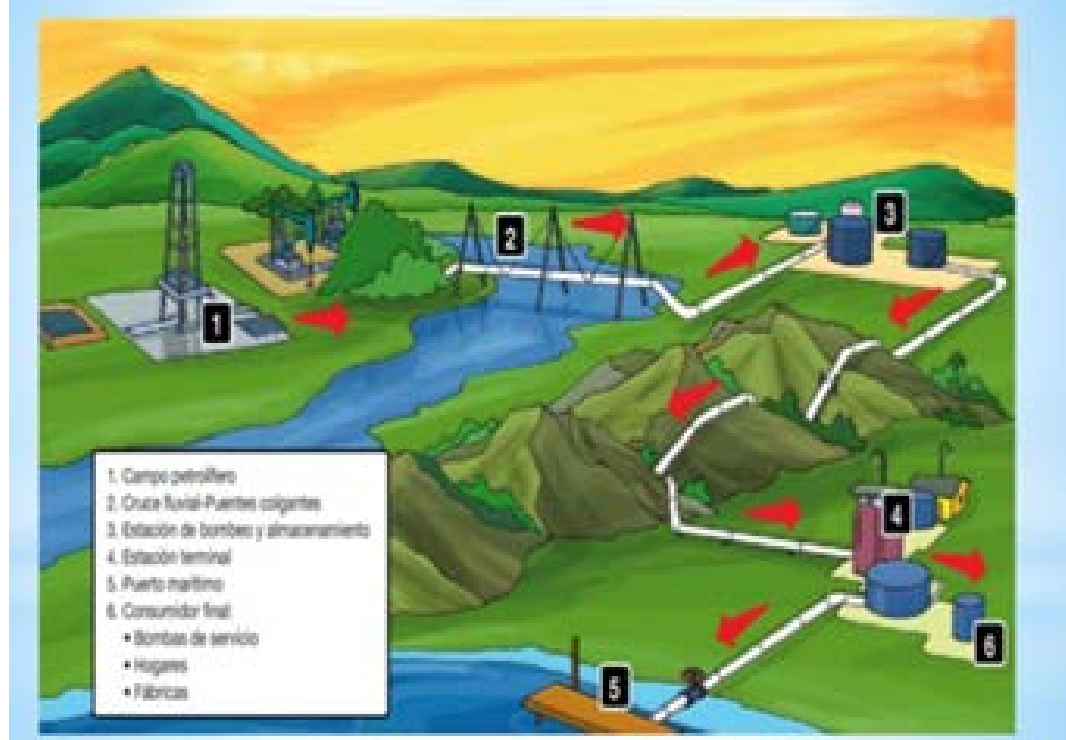 1
2
3
4
5
6
1. Campo petrolífero
2. Cruce fluvial-Puentes colgantes
3. Estación de bombeo y almacenamiento
4. Estación terminal
5. Puerto marítimo
6. Consumidor final:
• Bombas de servicio
• Hogares
• Fábricas